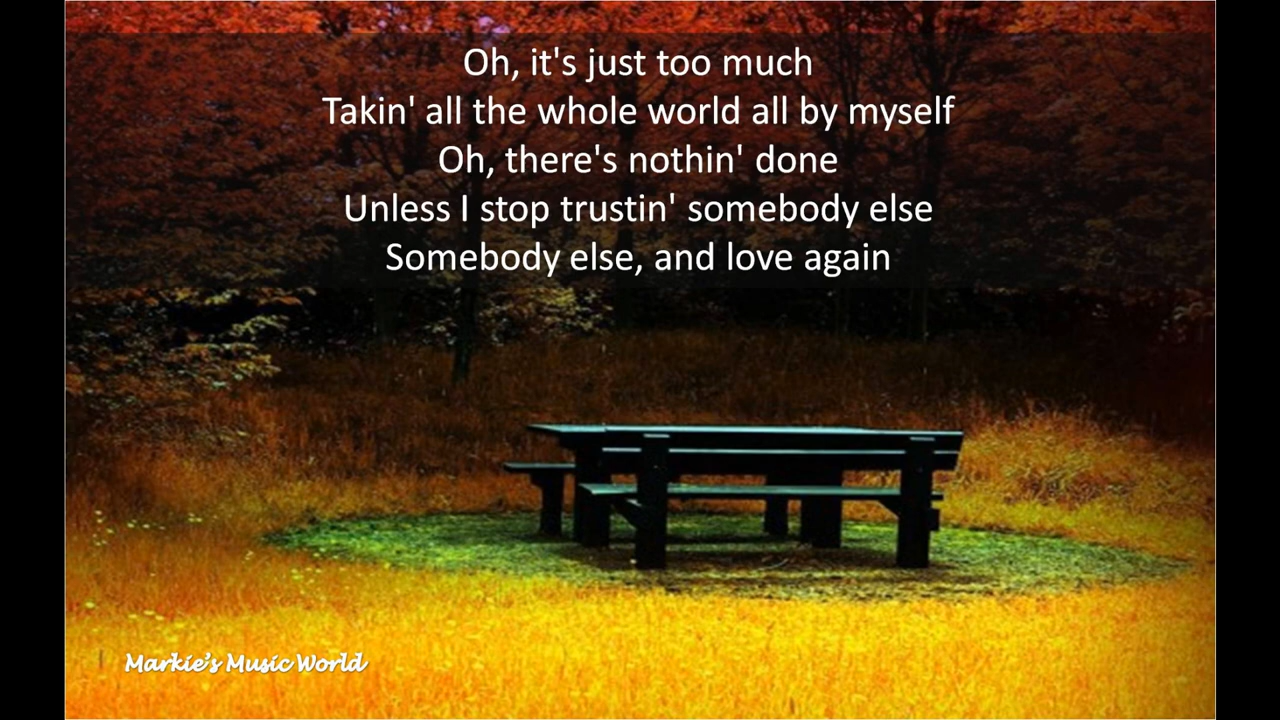 Oh, it's just too much
Takin' all the whole world all by myself
Oh, there's nothin' done
Unless I stop trustin' somebody else
Somebody else, and love again
Markie's Music World